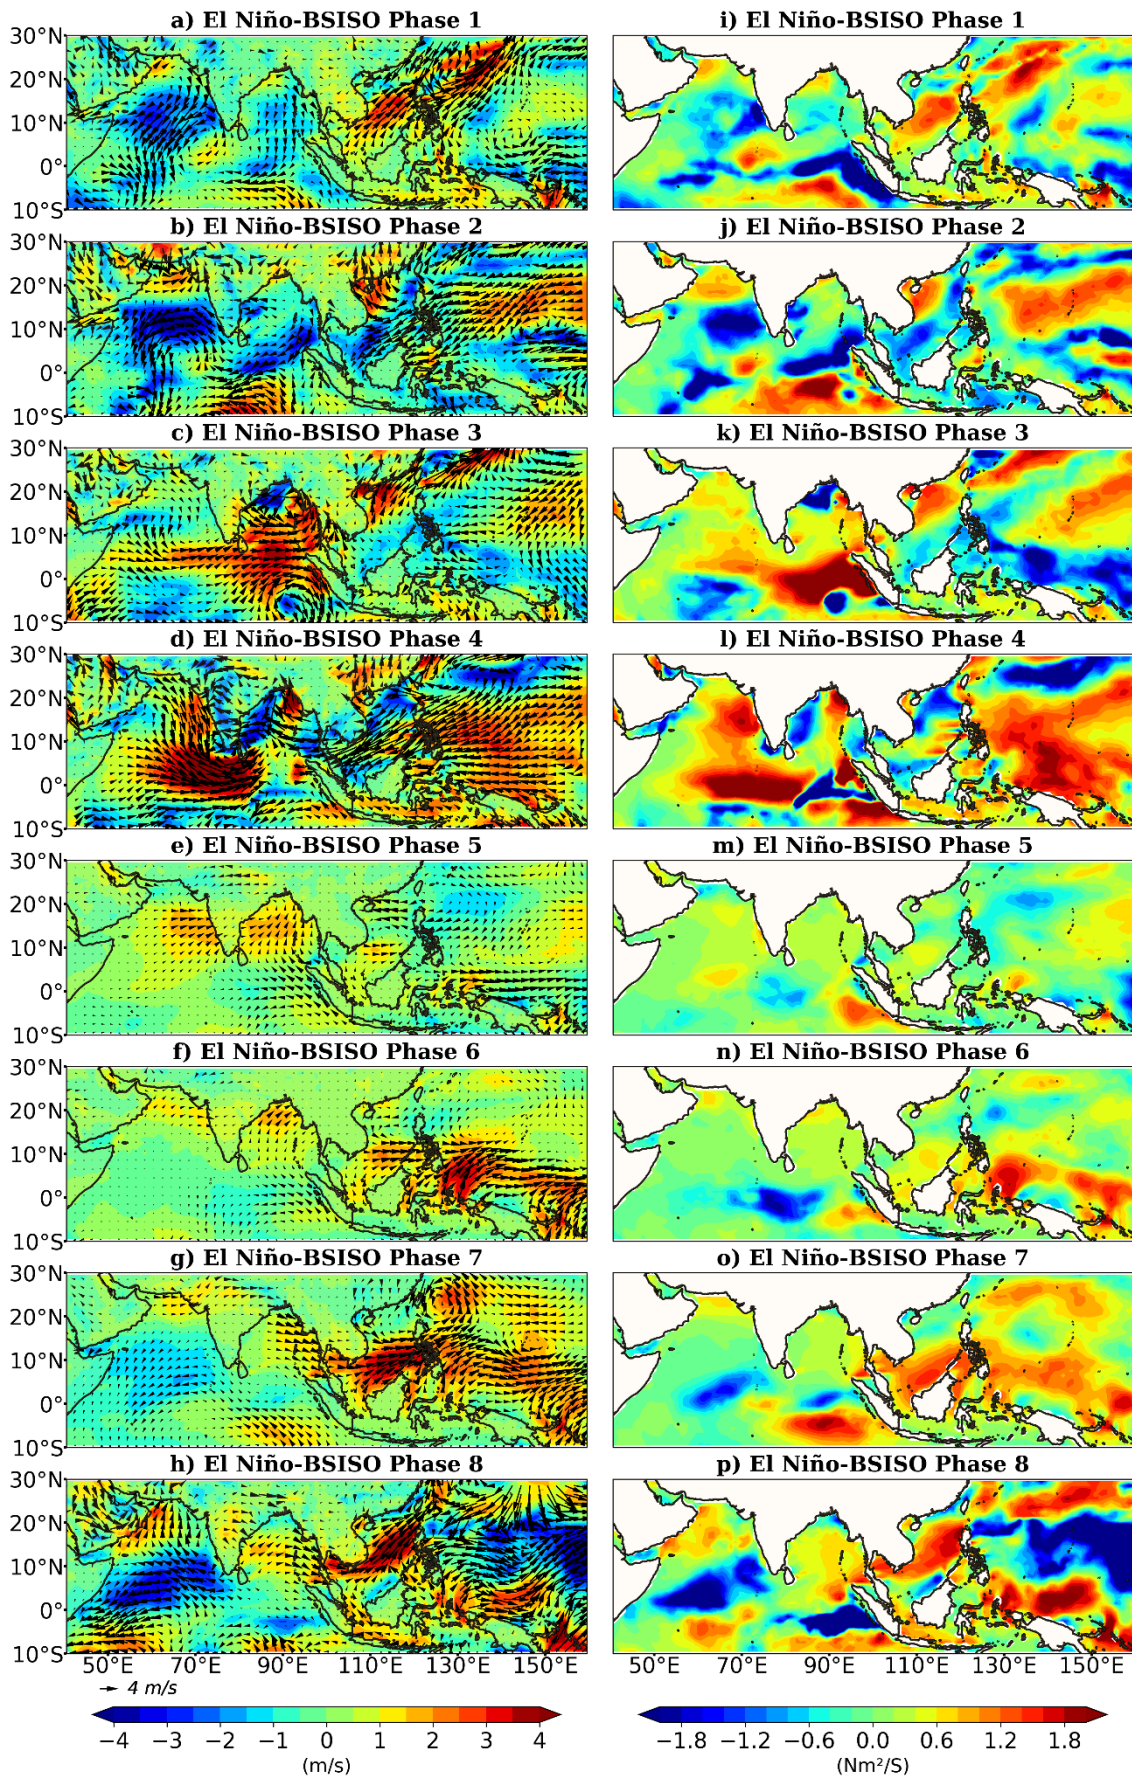 a) El Niño-BSISO Phase 1
i) El Niño-BSISO Phase 1
30°N
20°N
10°N
0°
10°S
b) El Niño-BSISO Phase 2
j) El Niño-BSISO Phase 2
30°N
20°N
10°N
0°
10°S
c) El Niño-BSISO Phase 3
k) El Niño-BSISO Phase 3
30°N
20°N
10°N
0°
10°S
d) El Niño-BSISO Phase 4
l) El Niño-BSISO Phase 4
30°N
20°N
10°N
0°
10°S
e) El Niño-BSISO Phase 5
m) El Niño-BSISO Phase 5
30°N
20°N
10°N
0°
10°S
f) El Niño-BSISO Phase 6
n) El Niño-BSISO Phase 6
30°N
20°N
10°N
0°
10°S
g) El Niño-BSISO Phase 7
o) El Niño-BSISO Phase 7
30°N
20°N
10°N
0°
10°S
h) El Niño-BSISO Phase 8
p) El Niño-BSISO Phase 8
30°N
20°N
10°N
0°
10°S
50°E 70°E 90°E 110°E 130°E 150°E
50°E 70°E 90°E 110°E 130°E 150°E
4 m/s
−4 −3 −2 −1 0 1 2 3 4
(m/s)
−1.8 −1.2 −0.6 0.0 0.6 1.2 1.8
(Nm²/S)